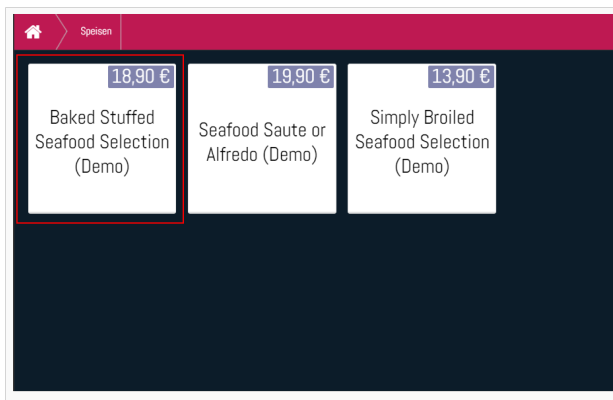 Speisen
18,90 €
Baked Stuffed
Seafood Selection
(Demo)
19,90 €
Seafood Saute or
Alfredo (Demo)
13,90 €
Simply Broiled
Seafood Selection
(Demo)